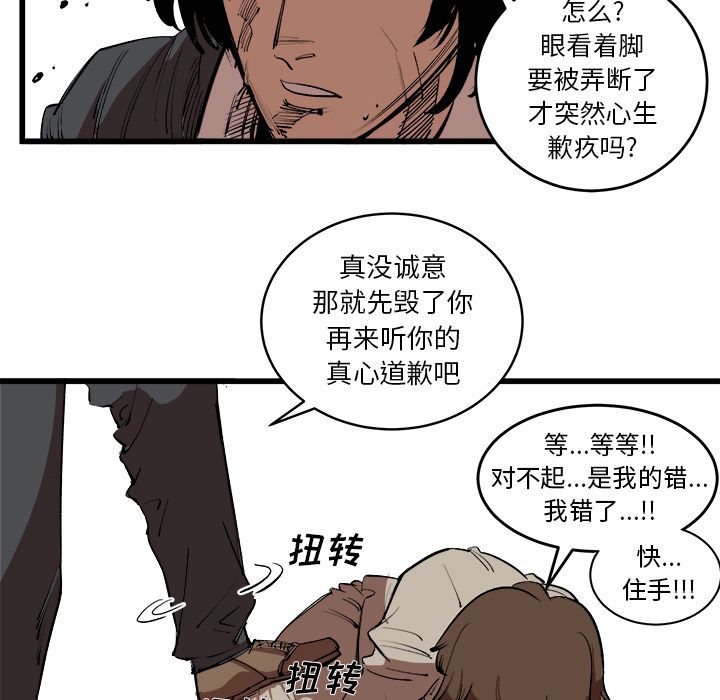 怎么?
眼看着脚
要被弄断了
才突然心生
歉疚吗?
真没诚意
那就先毁了你
再来听你的
真心道歉吧
等...等等!!
对不起...是我的错...
我错了...!!
快...
住手!!!
扭转
扭转